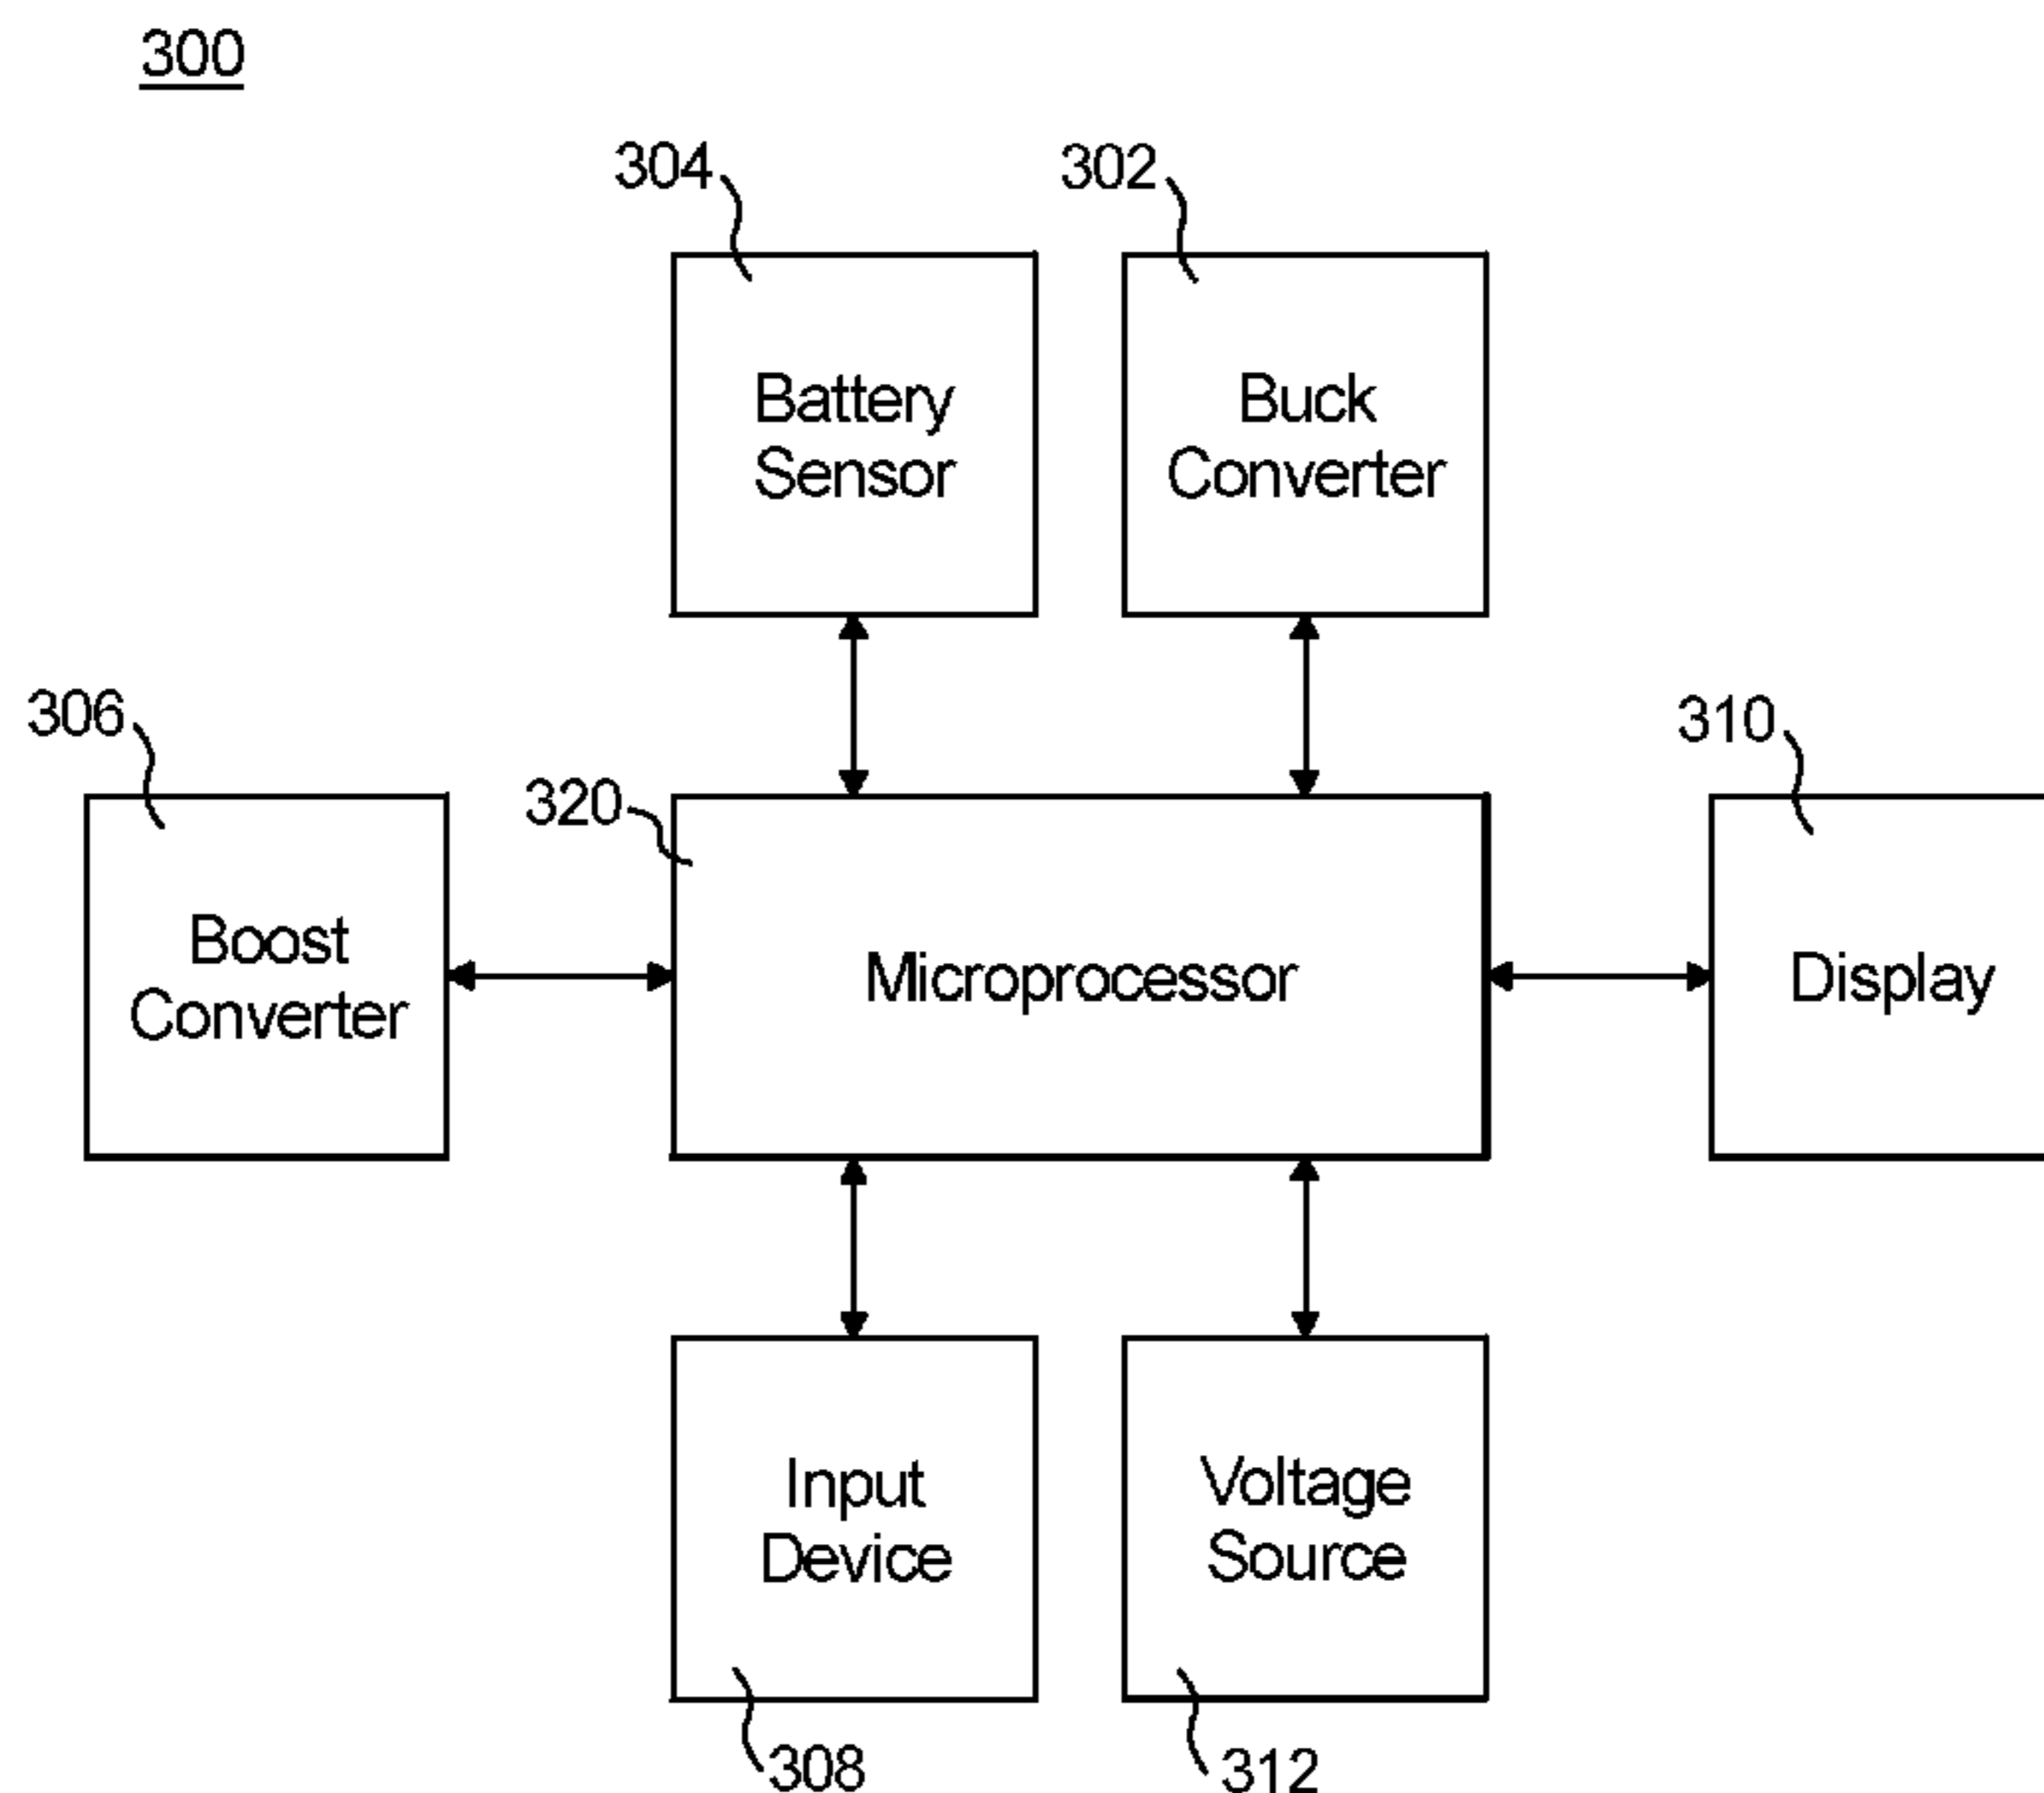 300
304
302
Battery
Sensor
Buck
Converter
306
320
310
Boost
Converter
Microprocessor
Display
Input
Device
Voltage
Source
308
312